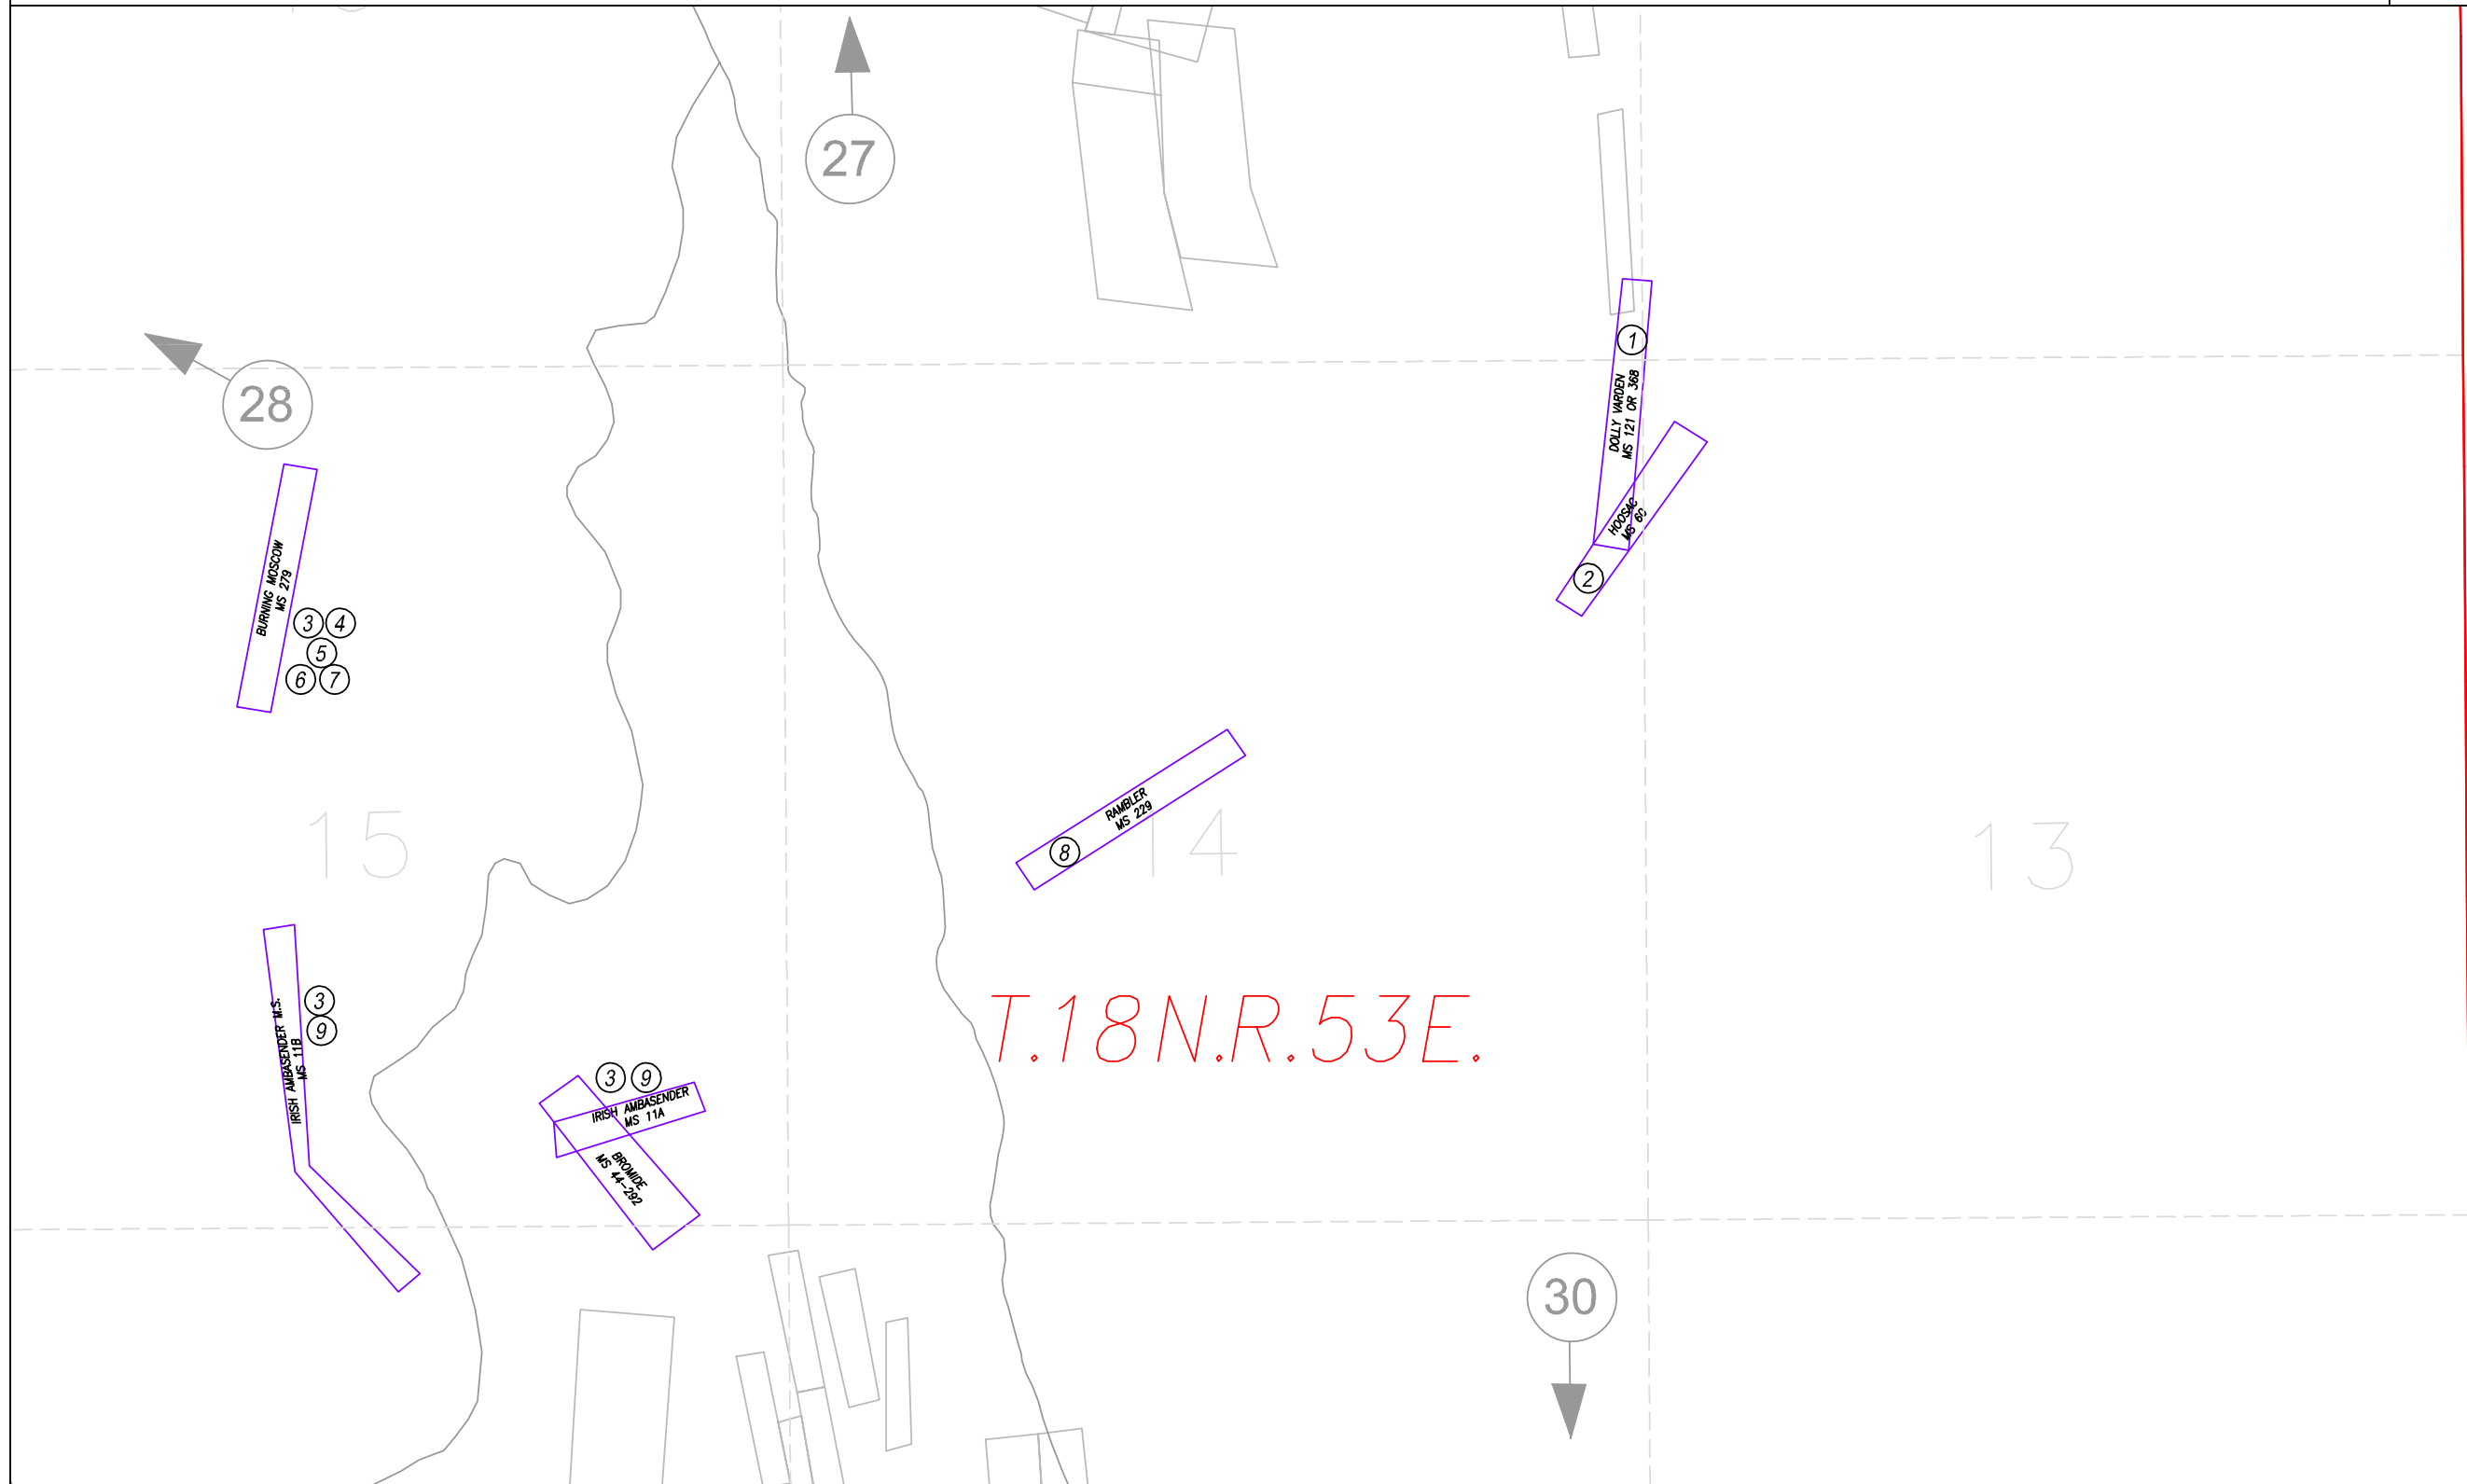 27
28
1
DOLLY VARDEN
MS 121 OR 368
HOOSAC
MS 60
2
BURNING MOSCOW
MS 279
3 4
5
6 7
RAMBLER
MS 229
8
15
14
13
IRISH AMBASENDER M.S.
MS 11B
3
9
T.18N.R.53E.
3 9
IRISH AMBASENDER
MS 11A
BROMIDE
MS 44-292
30